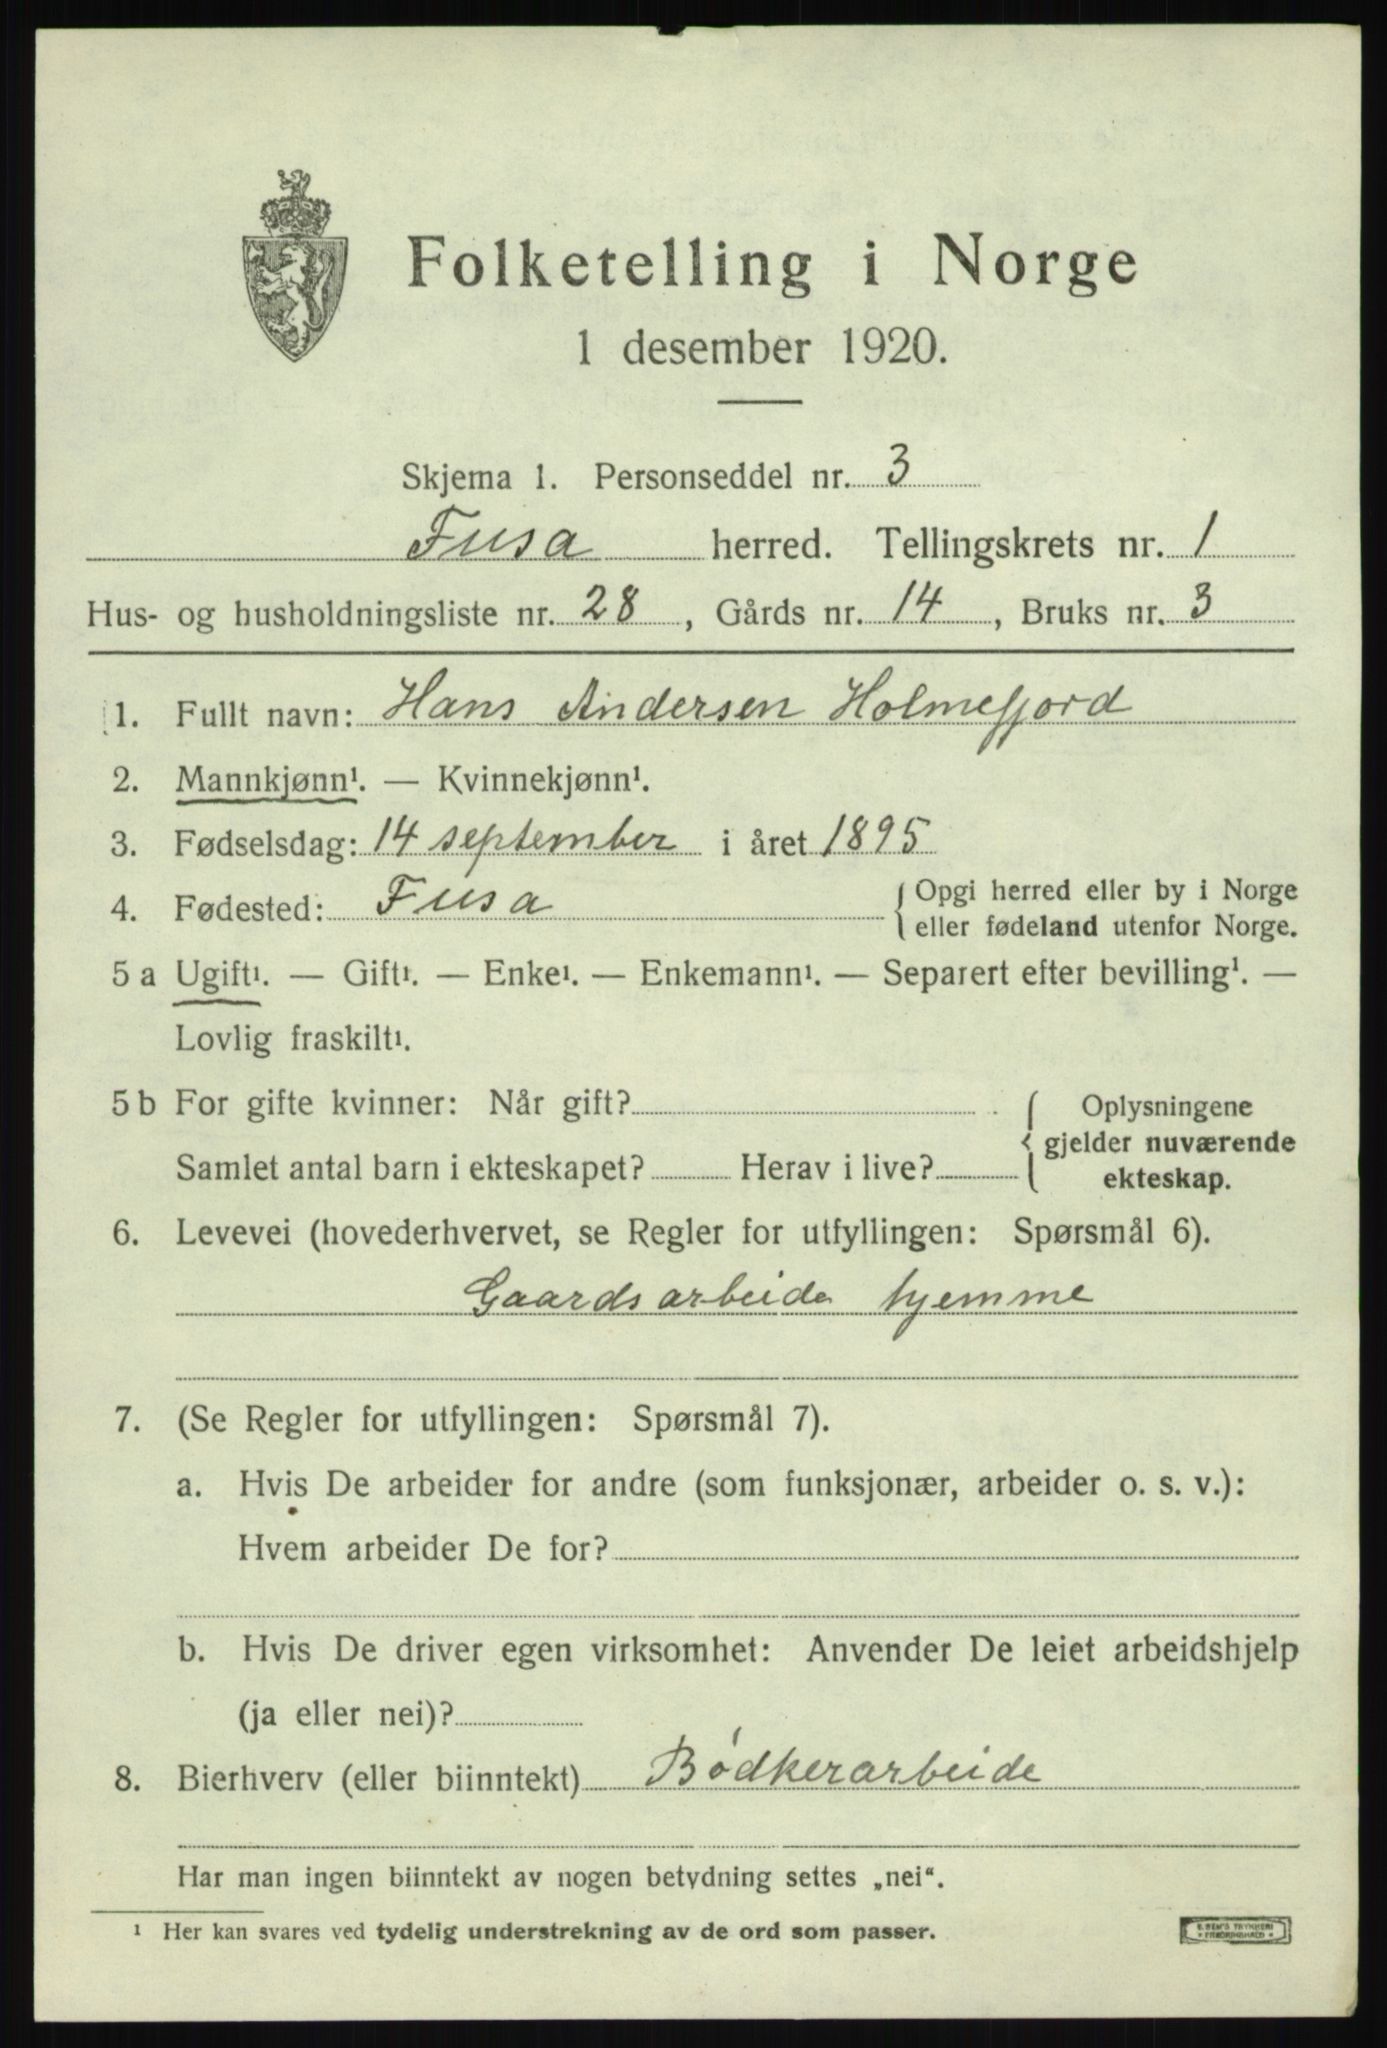 Folketelling i Norge
1 desember 1920.
Skjema 1. Personseddel nr. 3
Fusa herred. Tellingskrets nr. 1
Hus- og husholdningsliste nr. 28, Gårds nr. 14, Bruks nr. 3
1. Fullt navn: Hans Andersen Holmefjord
2. Mannkjønn¹. — Kvinnekjønn¹.
3. Fødselsdag: 14 september i året 1895
4. Fødested: Fusa { Opgi herred eller by i Norge
eller fødeland utenfor Norge.
5 a Ugift¹. — Gift¹. — Enke¹. — Enkemann¹. — Separert efter bevilling¹. —
Lovlig fraskilt¹.
5 b For gifte kvinner: Når gift? { Oplysningene
gjelder nuværende
Samlet antal barn i ekteskapet? Herav i live? ekteskap.
6. Levevei (hovederhvervet, se Regler for utfyllingen: Spørsmål 6).
Gaardsarbeide hjemme
7. (Se Regler for utfyllingen: Spørsmål 7).
a. Hvis De arbeider for andre (som funksjonær, arbeider o. s. v.):
Hvem arbeider De for?
b. Hvis De driver egen virksomhet: Anvender De leiet arbeidshjelp
(ja eller nei)?
8. Bierhverv (eller biinntekt) Bödkerarbeide
Har man ingen biinntekt av nogen betydning settes „nei“.
¹ Her kan svares ved tydelig understrekning av de ord som passer.